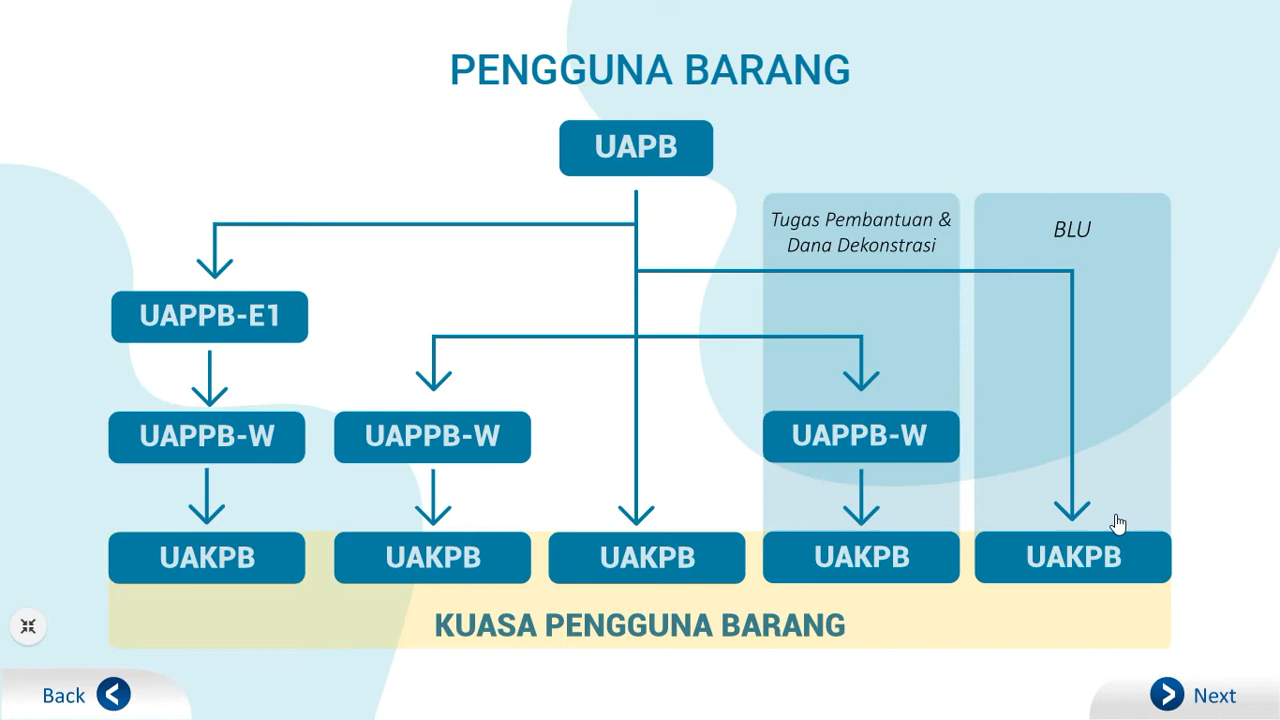 PENGGUNA BARANG
UAPB
Tugas Pembantuan &
Dana Dekonstrasi
BLU
UAPPB-E1
UAPPB-W
UAPPB-W
UAPPB-W
UAKPB
UAKPB
UAKPB
UAKPB
UAKPB
KUASA PENGGUNA BARANG
Back
Next